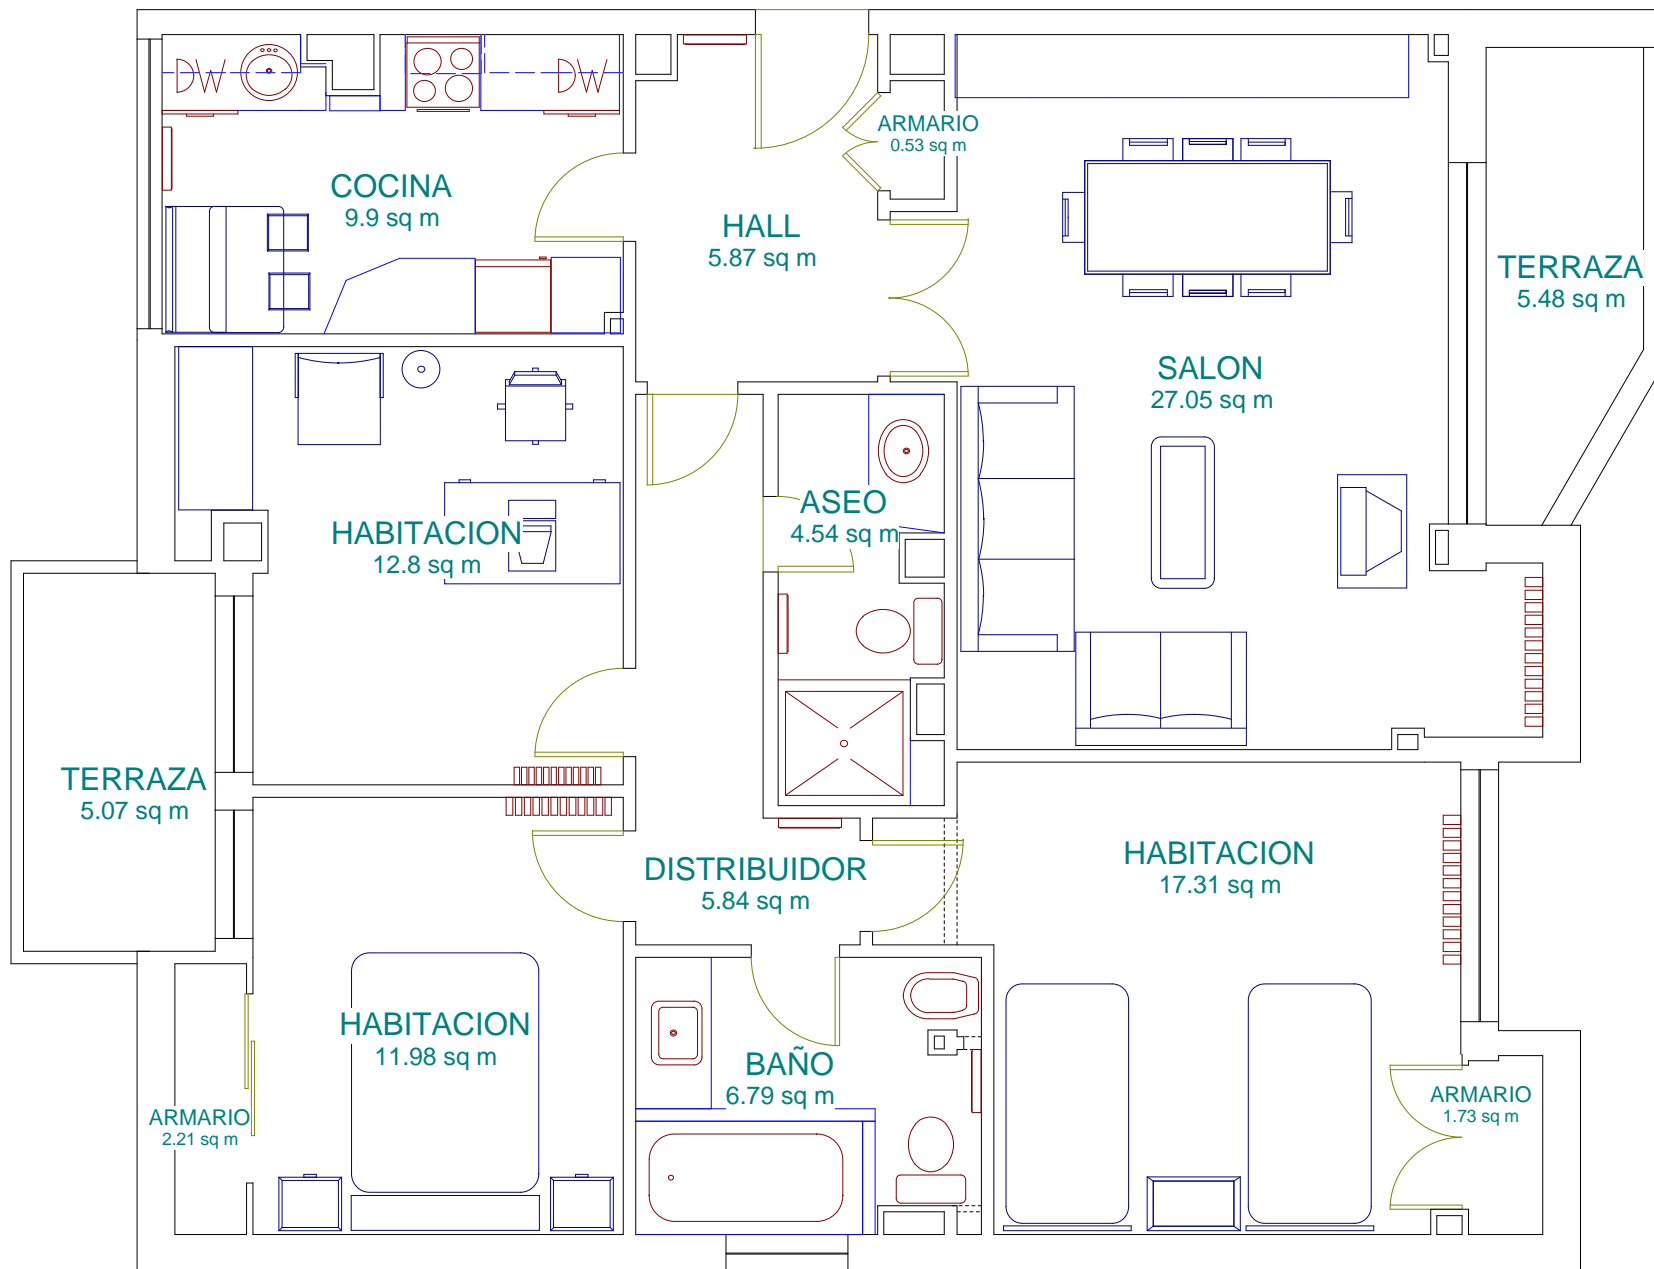 DW
DW
ARMARIO
0.53 sq m
COCINA
9.9 sq m
HALL
5.87 sq m
TERRAZA
5.48 sq m
SALON
27.05 sq m
ASEO
4.54 sq m
HABITACION
12.8 sq m
TERRAZA
5.07 sq m
DISTRIBUIDOR
5.84 sq m
HABITACION
17.31 sq m
HABITACION
11.98 sq m
BAÑO
6.79 sq m
ARMARIO
1.73 sq m
ARMARIO
2.21 sq m